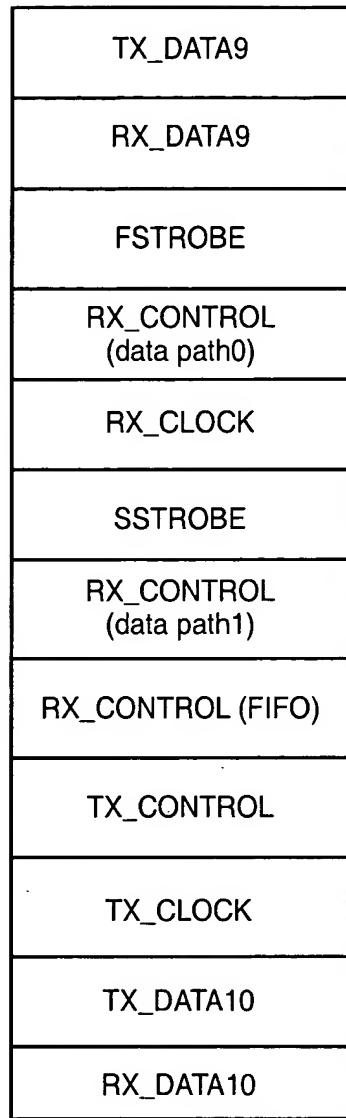 TX_DATA9
RX_DATA9
FSTROBE
RX_CONTROL
(data path0)
RX_CLOCK
SSTROBE
RX_CONTROL
(data path1)
RX_CONTROL (FIFO)
TX_CONTROL
TX_CLOCK
TX_DATA10
RX_DATA10